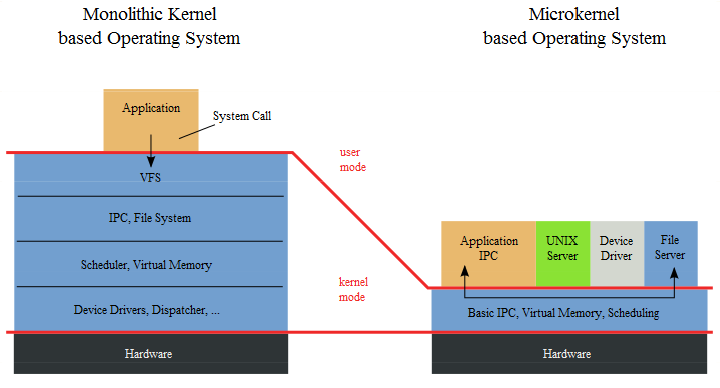 Monolithic Kernel
based Operating System
Microkernel
based Operating System
Application
System Call
VFS
IPC, File System
Scheduler, Virtual Memory
Device Drivers, Dispatcher, ...
Hardware
user
mode
kernel
mode
Application
IPC
UNIX
Server
Device
Driver
File
Server
Basic IPC, Virtual Memory, Scheduling
Hardware